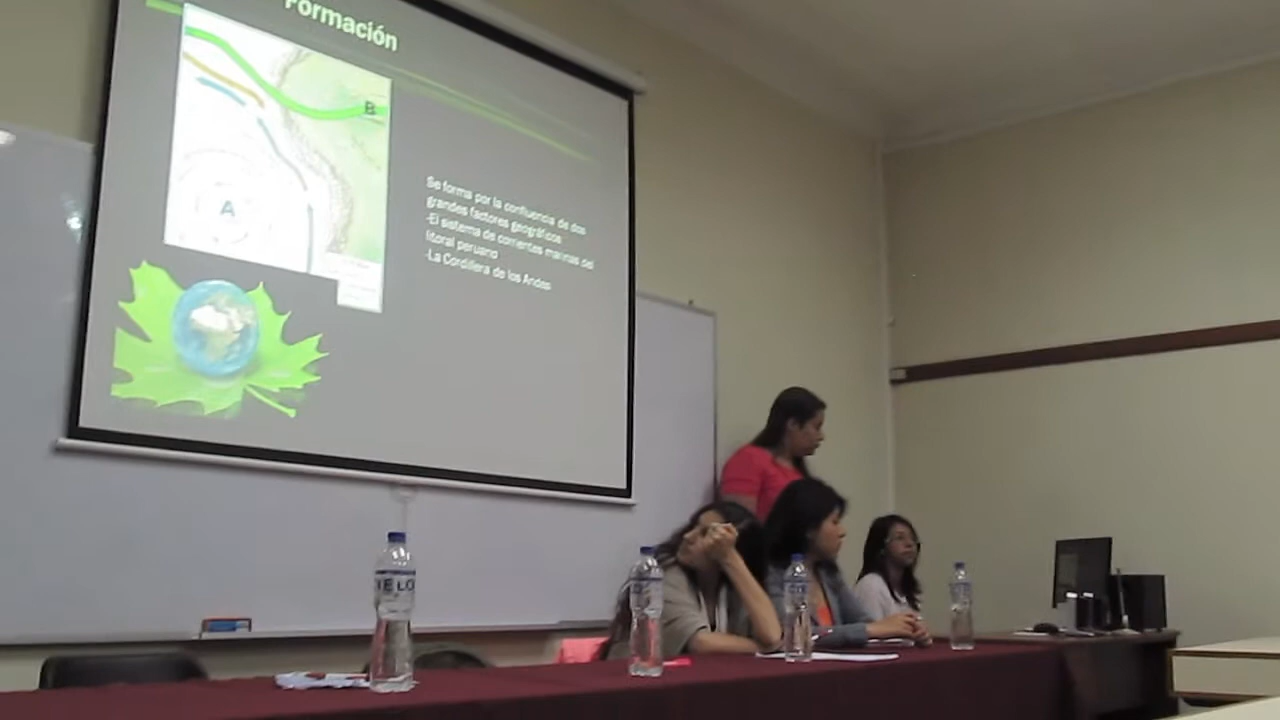 Formación
B
A
Se forma por la confluencia de dos
grandes factores geográficos
-El sistema de corrientes marinas del
litoral peruano
-La Cordillera de los Andes
IELO